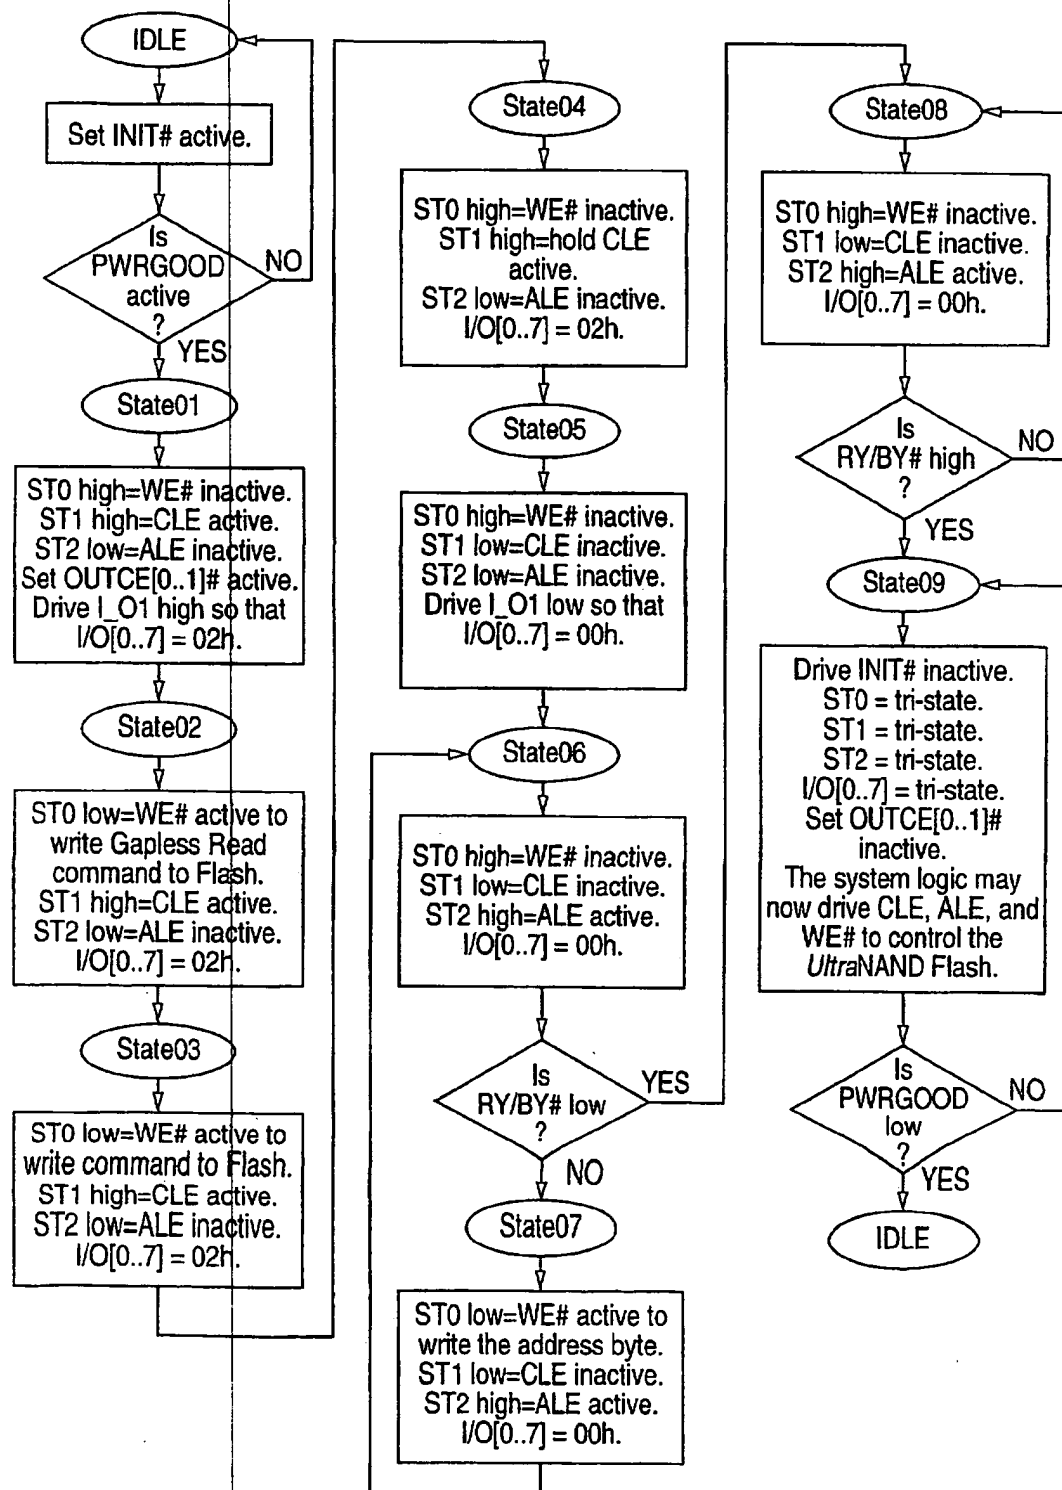 IDLE
Set INIT# active.
Is
PWRGOOD
active
?
NO
YES
State01
ST0 high=WE# inactive.
ST1 high=CLE active.
ST2 low=ALE inactive.
Set OUTCE[0..1]# active.
Drive I_O1 high so that
I/O[0..7] = 02h.
State02
ST0 low=WE# active to
write Gapless Read
command to Flash.
ST1 high=CLE active.
ST2 low=ALE inactive.
I/O[0..7] = 02h.
State03
ST0 low=WE# active to
write command to Flash.
ST1 high=CLE active.
ST2 low=ALE inactive.
I/O[0..7] = 02h.
State04
ST0 high=WE# inactive.
ST1 high=hold CLE
active.
ST2 low=ALE inactive.
I/O[0..7] = 02h.
State05
ST0 high=WE# inactive.
ST1 low=CLE inactive.
ST2 low=ALE inactive.
Drive I_O1 low so that
I/O[0..7] = 00h.
State06
ST0 high=WE# inactive.
ST1 low=CLE inactive.
ST2 high=ALE active.
I/O[0..7] = 00h.
Is
RY/BY# low
?
YES
NO
State07
ST0 low=WE# active to
write the address byte.
ST1 low=CLE inactive.
ST2 high=ALE active.
I/O[0..7] = 00h.
State08
ST0 high=WE# inactive.
ST1 low=CLE inactive.
ST2 high=ALE active.
I/O[0..7] = 00h.
Is
RY/BY# high
?
NO
YES
State09
Drive INIT# inactive.
ST0 = tri-state.
ST1 = tri-state.
ST2 = tri-state.
I/O[0..7] = tri-state.
Set OUTCE[0..1]#
inactive.
The system logic may
now drive CLE, ALE, and
WE# to control the
UltraNAND Flash.
Is
PWRGOOD
low
?
NO
YES
IDLE